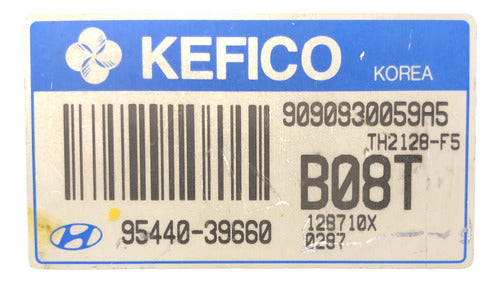 KEFICO
KOREA
9090930059A5
TH2128-F5
B08T
128710X
95440-39660
0287